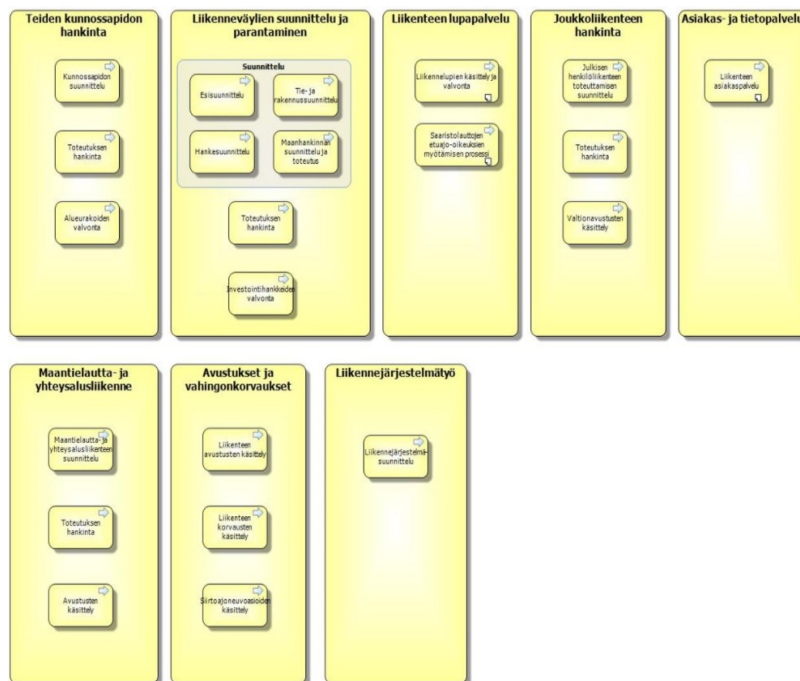 Teiden kunnossapidon
hankinta
Kunnossapidon
suunnittelu
Toteutuksen
hankinta
Alueurakoiden
valvonta
Liikenneväylien suunnittelu ja
parantaminen
Suunnittelu
Esisuunnittelu
Tie- ja
rakennussuunnittelu
Hankesuunnittelu
Maanhankinnan
suunnittelu ja
toteutus
Toteutuksen
hankinta
Investointihankkeiden
valvonta
Liikenteen lupapalvelu
Liikennelupien käsittely ja
valvonta
Saaristolauttojen
etuajo-oikeuksien
myötämisen prosessi
Joukkoliikenteen
hankinta
Julkisen
henkilöliikenteen
toteuttamisen
suunnittelu
Toteutuksen
hankinta
Valtionavustusten
käsittely
Asiakas- ja tietopalvelu
Liikenteen
asiakaspalvelu
Maantielautta- ja
yhteysalusliikenne
Maantielautta-ja
yhteysalusliikenteen
suunnittelu
Toteutuksen
hankinta
Avustusten
käsittely
Avustukset ja
vahingonkorvaukset
Liikenteen
avustusten käsittely
Liikenteen
korvausten
käsittely
Siirtoajoneuvoasioiden
käsittely
Liikennejärjestelmätyö
Liikennejärjestelmä-
suunnittelu